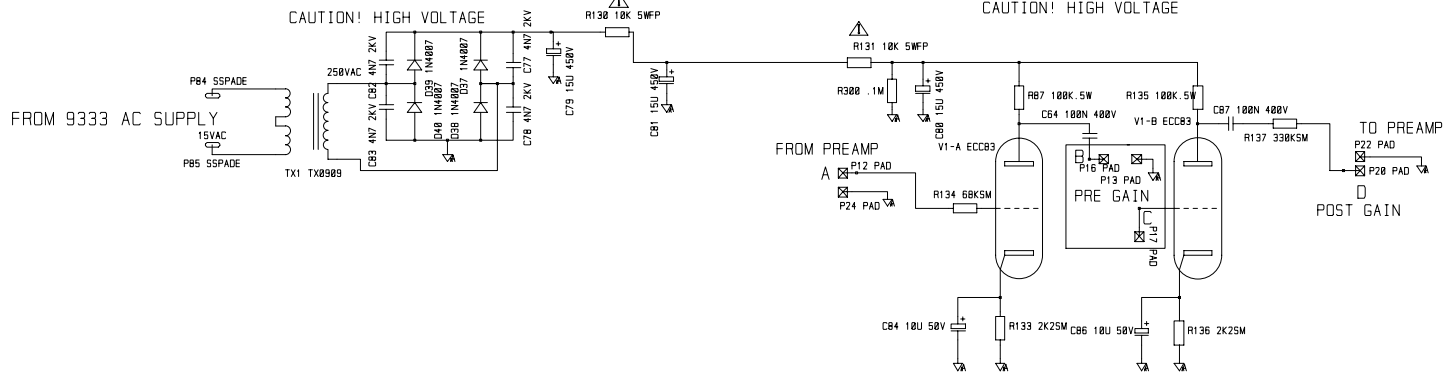 CAUTION! HIGH VOLTAGE
R130 10K 5WFP
CAUTION! HIGH VOLTAGE
R131 10K 5WFP
P84 SSPADE
250VAC
C82 4N7 2KV
D39 1N4007
D37 1N4007
C77 4N7 2KV
C79 15U 450V
C81 15U 450V
R300 .1M
C80 15U 450V
R87 100K.5W
R135 100K.5W
C64 100N 400V
C87 100N 400V
V1-B ECC83
R137 330KSM
FROM 9333 AC SUPPLY
15VAC
P85 SSPADE
TX1 TX0909
C83 4N7 2KV
D40 1N4007
D38 1N4007
C78 4N7 2KV
TO PREAMP
P22 PAD
P20 PAD
D
POST GAIN
V1-A ECC83
FROM PREAMP
A
P12 PAD
P24 PAD
R134 68KSM
B
P16 PAD
P13 PAD
PRE GAIN
C
P17 PAD
C84 10U 50V
R133 2K2SM
C86 10U 50V
R136 2K2SM